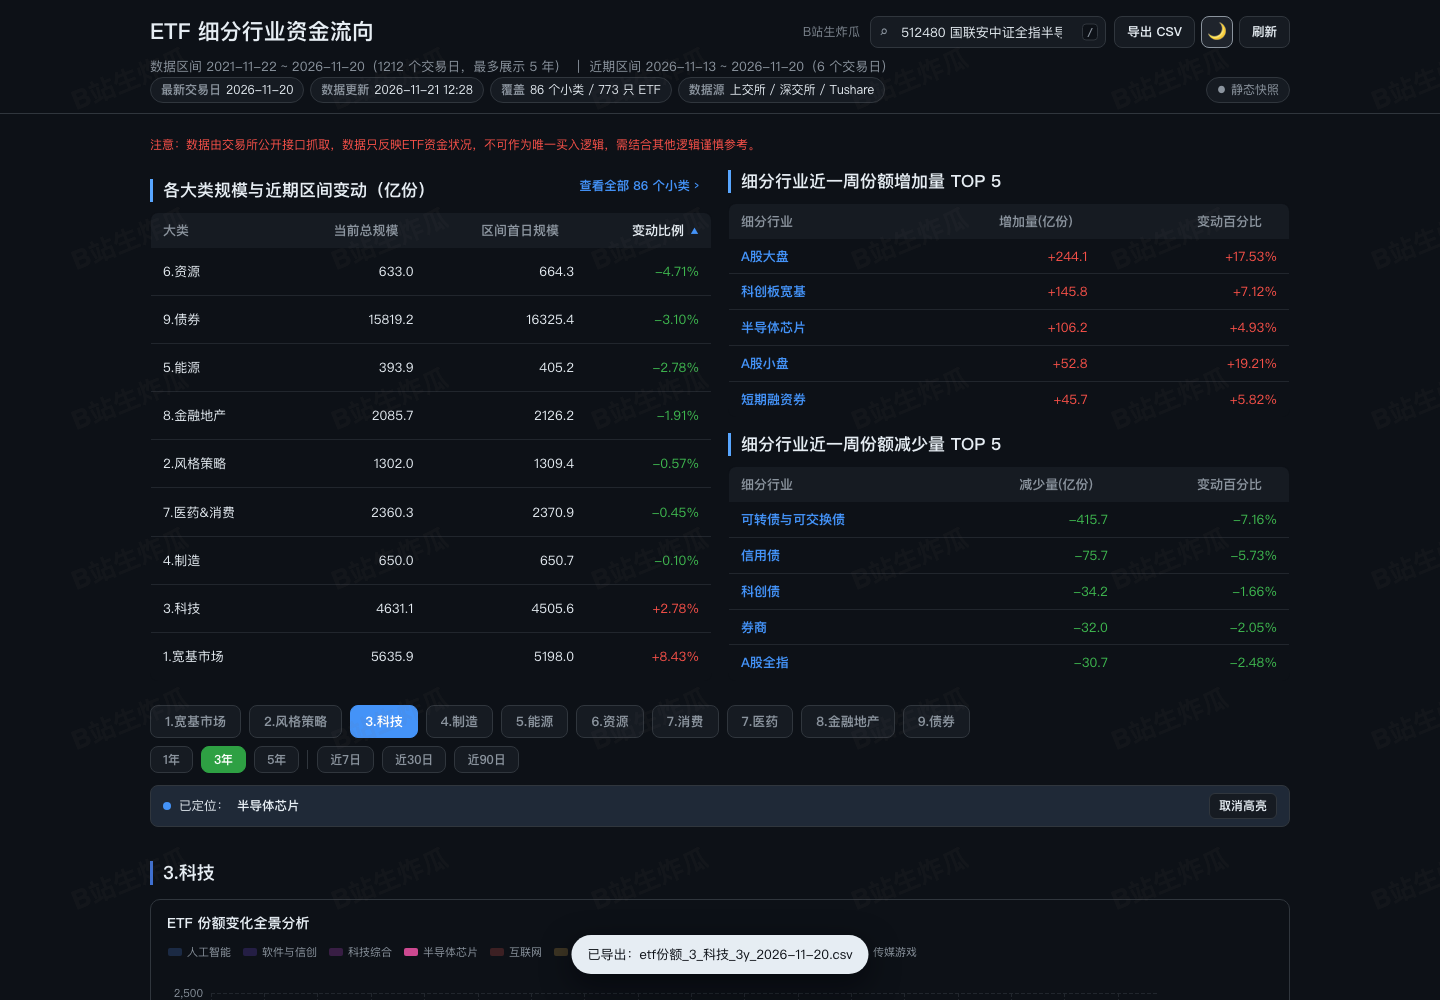 ETF 细分行业资金流向
B站生炸瓜
512480 国联安中证全指半导
/
导出 CSV
刷新
数据区间 2021-11-22 ~ 2026-11-20（1212 个交易日，最多展示 5 年） | 近期区间 2026-11-13 ~ 2026-11-20（6 个交易日）
最新交易日 2026-11-20
数据更新 2026-11-21 12:28
覆盖 86 个小类 / 773 只 ETF
数据源 上交所 / 深交所 / Tushare
静态快照
注意：数据由交易所公开接口抓取，数据只反映ETF资金状况，不可作为唯一买入逻辑，需结合其他逻辑谨慎参考。
各大类规模与近期区间变动（亿份）
查看全部 86 个小类 ›
大类 当前总规模 区间首日规模 变动比例 ▲
6.资源 633.0 664.3 −4.71%
9.债券 15819.2 16325.4 −3.10%
5.能源 393.9 405.2 −2.78%
8.金融地产 2085.7 2126.2 −1.91%
2.风格策略 1302.0 1309.4 −0.57%
7.医药&消费 2360.3 2370.9 −0.45%
4.制造 650.0 650.7 −0.10%
3.科技 4631.1 4505.6 +2.78%
1.宽基市场 5635.9 5198.0 +8.43%
细分行业近一周份额增加量 TOP 5
细分行业 增加量(亿份) 变动百分比
A股大盘 +244.1 +17.53%
科创板宽基 +145.8 +7.12%
半导体芯片 +106.2 +4.93%
A股小盘 +52.8 +19.21%
短期融资券 +45.7 +5.82%
细分行业近一周份额减少量 TOP 5
细分行业 减少量(亿份) 变动百分比
可转债与可交换债 −415.7 −7.16%
信用债 −75.7 −5.73%
科创债 −34.2 −1.66%
券商 −32.0 −2.05%
A股全指 −30.7 −2.48%
1.宽基市场 2.风格策略 3.科技 4.制造 5.能源 6.资源 7.消费 7.医药 8.金融地产 9.债券
1年 3年 5年 近7日 近30日 近90日
已定位： 半导体芯片
取消高亮
3.科技
ETF 份额变化全景分析
人工智能 软件与信创 科技综合 半导体芯片 互联网 传媒游戏
已导出：etf份额_3_科技_3y_2026-11-20.csv
2,500